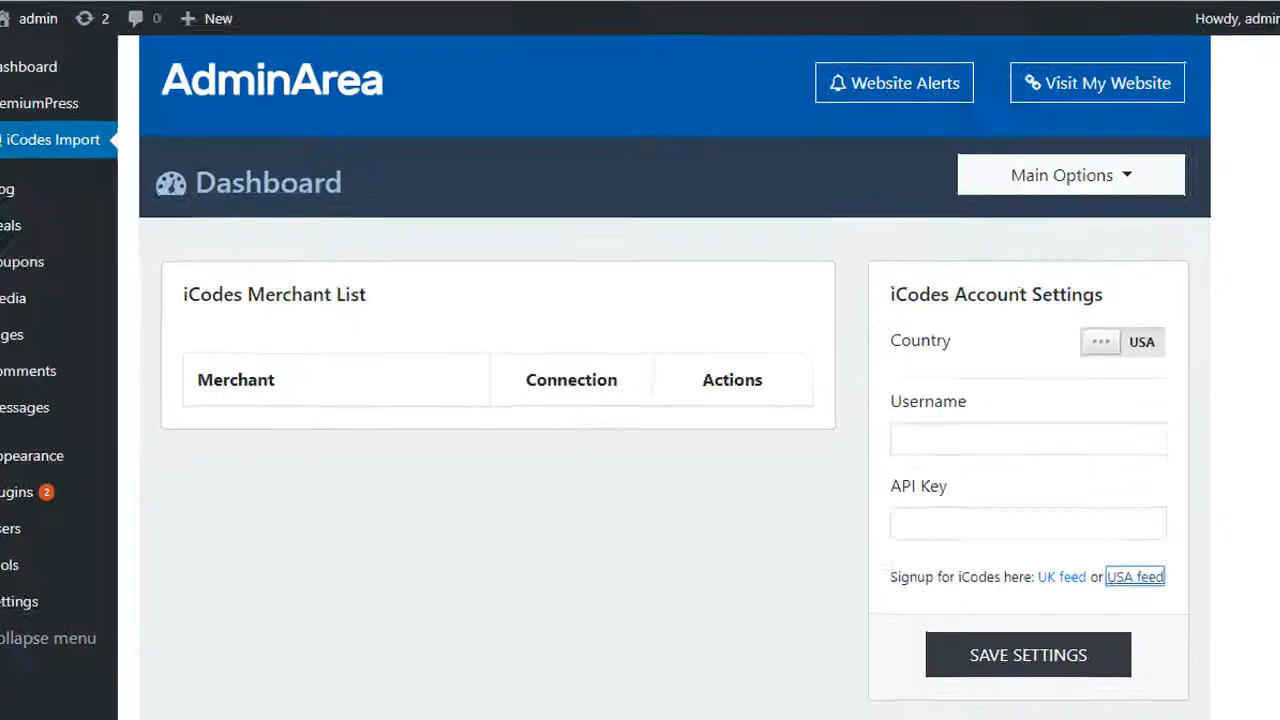 admin 2 0 New Howdy, admin
ashboard
emiumPress
iCodes Import
og
eals
oupons
edia
ges
omments
essages
ppearance
lugins 2
ers
ols
ettings
ollapse menu
AdminArea
Website Alerts
Visit My Website
Dashboard
Main Options
iCodes Merchant List
Merchant Connection Actions
iCodes Account Settings
Country USA
Username
API Key
Signup for iCodes here: UK feed or USA feed
SAVE SETTINGS